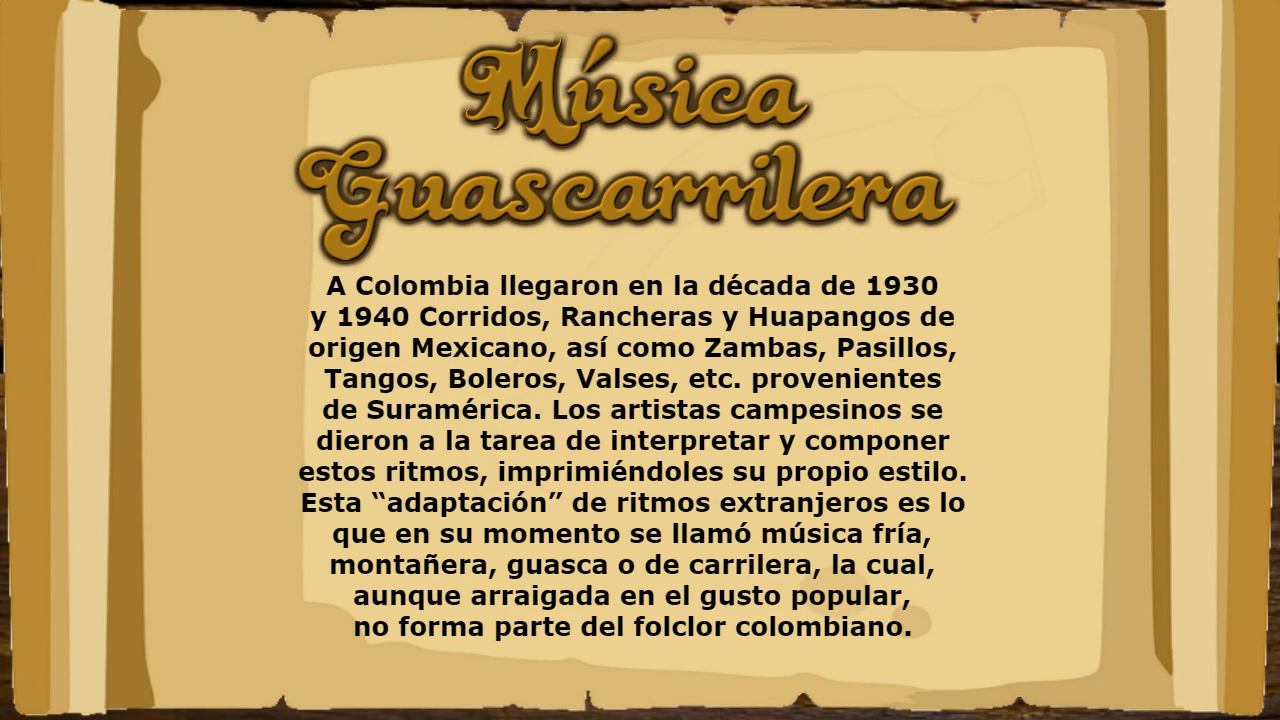 Música
Guascarrilera
A Colombia llegaron en la década de 1930
y 1940 Corridos, Rancheras y Huapangos de
origen Mexicano, así como Zambas, Pasillos,
Tangos, Boleros, Valses, etc. provenientes
de Suramérica. Los artistas campesinos se
dieron a la tarea de interpretar y componer
estos ritmos, imprimiéndoles su propio estilo.
Esta “adaptación” de ritmos extranjeros es lo
que en su momento se llamó música fría,
montañera, guasca o de carrilera, la cual,
aunque arraigada en el gusto popular,
no forma parte del folclor colombiano.